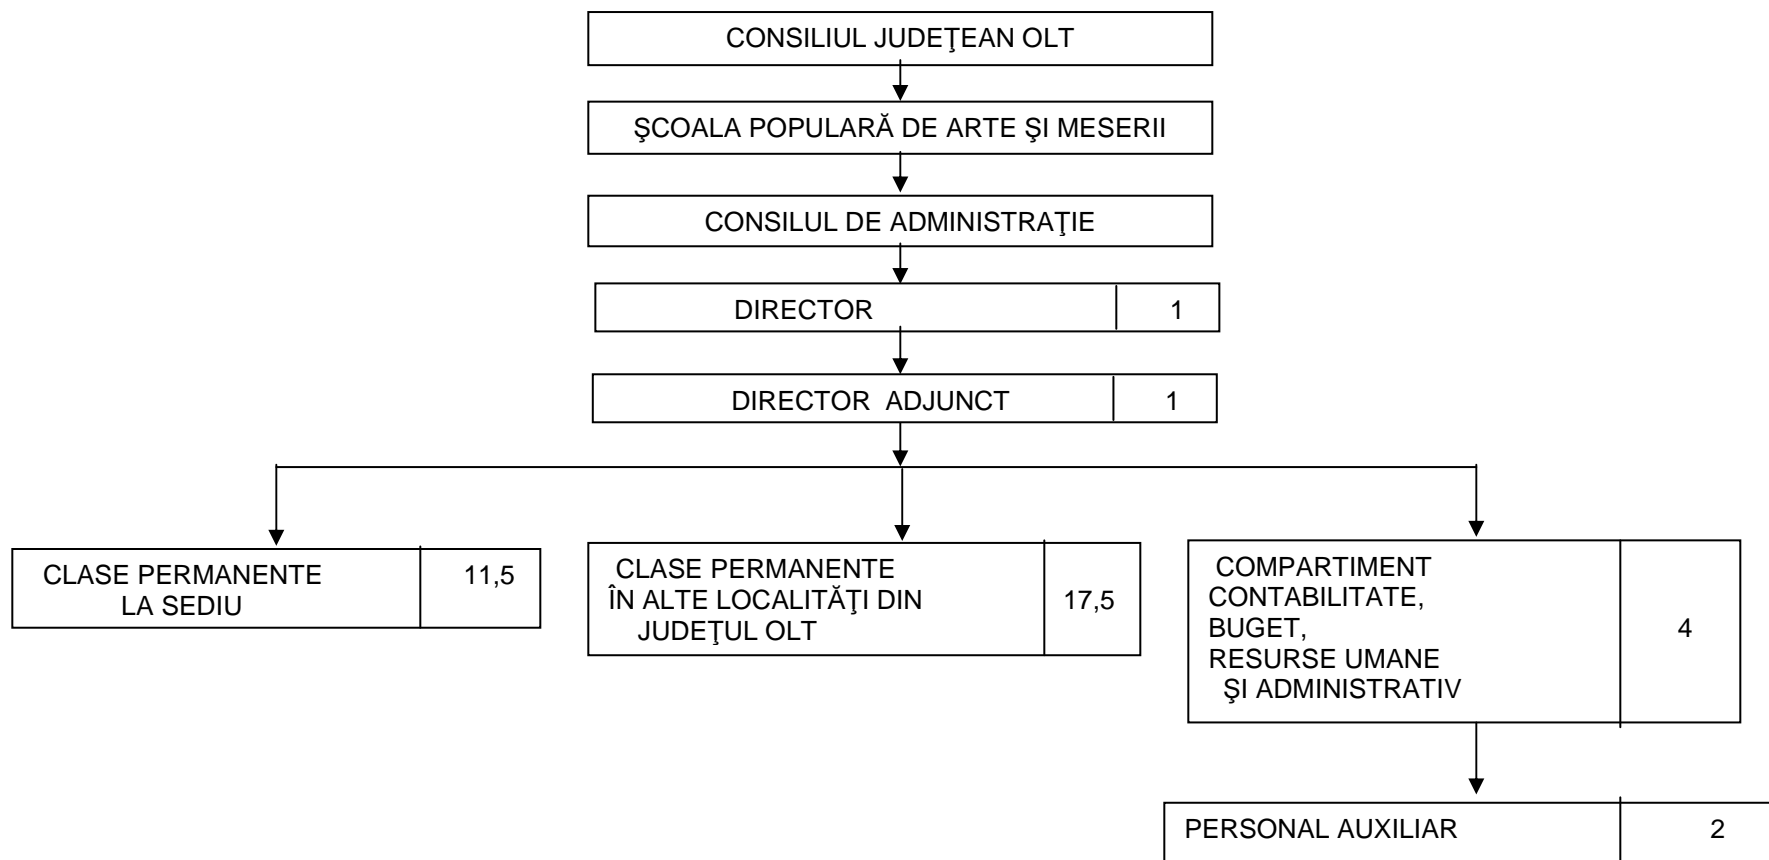 CONSILIUL JUDEŢEAN OLT
ŞCOALA POPULARĂ DE ARTE ŞI MESERII
CONSILUL DE ADMINISTRAŢIE
DIRECTOR 1
DIRECTOR ADJUNCT 1
CLASE PERMANENTE
LA SEDIU
11,5
CLASE PERMANENTE
ÎN ALTE LOCALITĂŢI DIN
JUDEŢUL OLT
17,5
COMPARTIMENT
CONTABILITATE,
BUGET,
RESURSE UMANE
ŞI ADMINISTRATIV
4
PERSONAL AUXILIAR 2